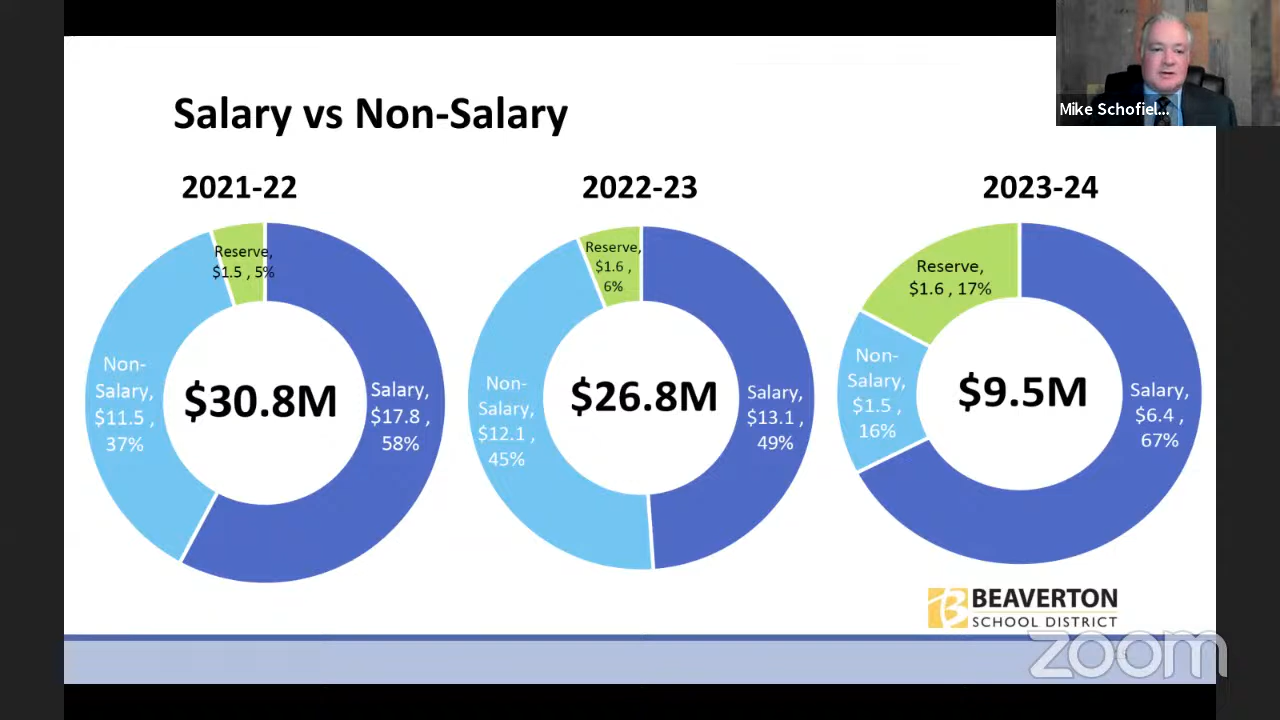 Mike Schofiel...
Salary vs Non-Salary
2021-22
2022-23
2023-24
Reserve,
$1.5 , 5%
Non-
Salary,
$11.5 ,
37%
$30.8M
Salary,
$17.8 ,
58%
Reserve,
$1.6 ,
6%
Non-
Salary,
$12.1 ,
45%
$26.8M
Salary,
$13.1 ,
49%
Reserve,
$1.6 , 17%
Non-
Salary,
$1.5 ,
16%
$9.5M
Salary,
$6.4 ,
67%
BEAVERTON
SCHOOL DISTRICT
zoom